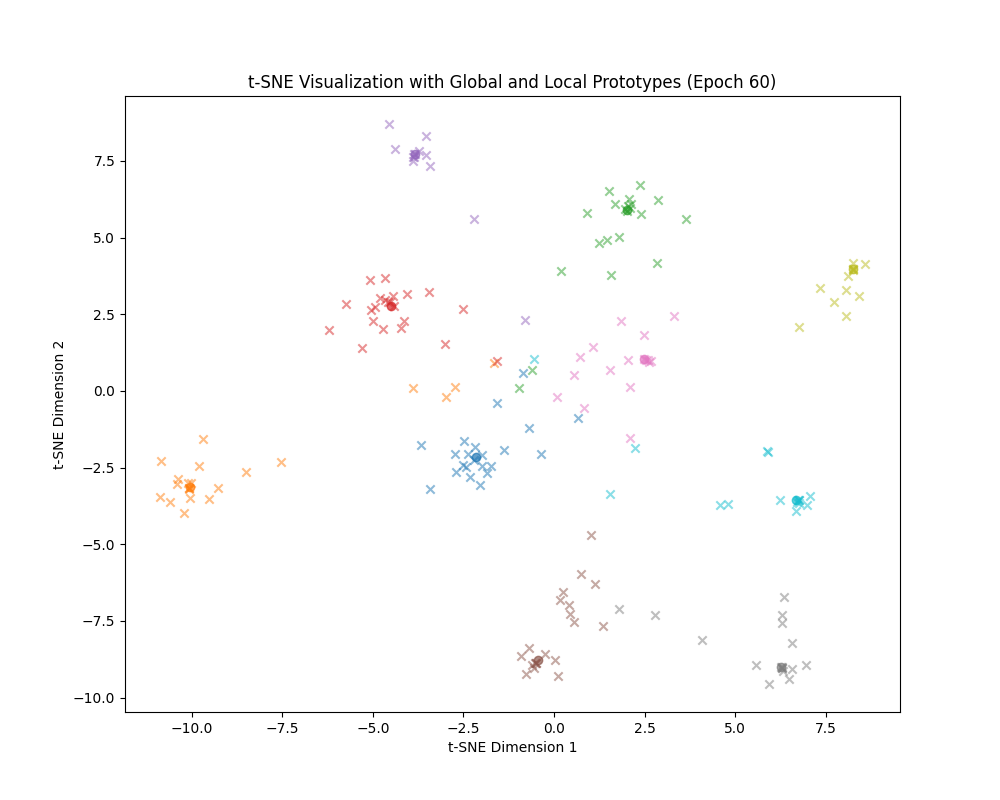 t-SNE Visualization with Global and Local Prototypes (Epoch 60)
7.5
5.0
2.5
0.0
−2.5
−5.0
−7.5
−10.0
t-SNE Dimension 2
−10.0 −7.5 −5.0 −2.5 0.0 2.5 5.0 7.5
t-SNE Dimension 1